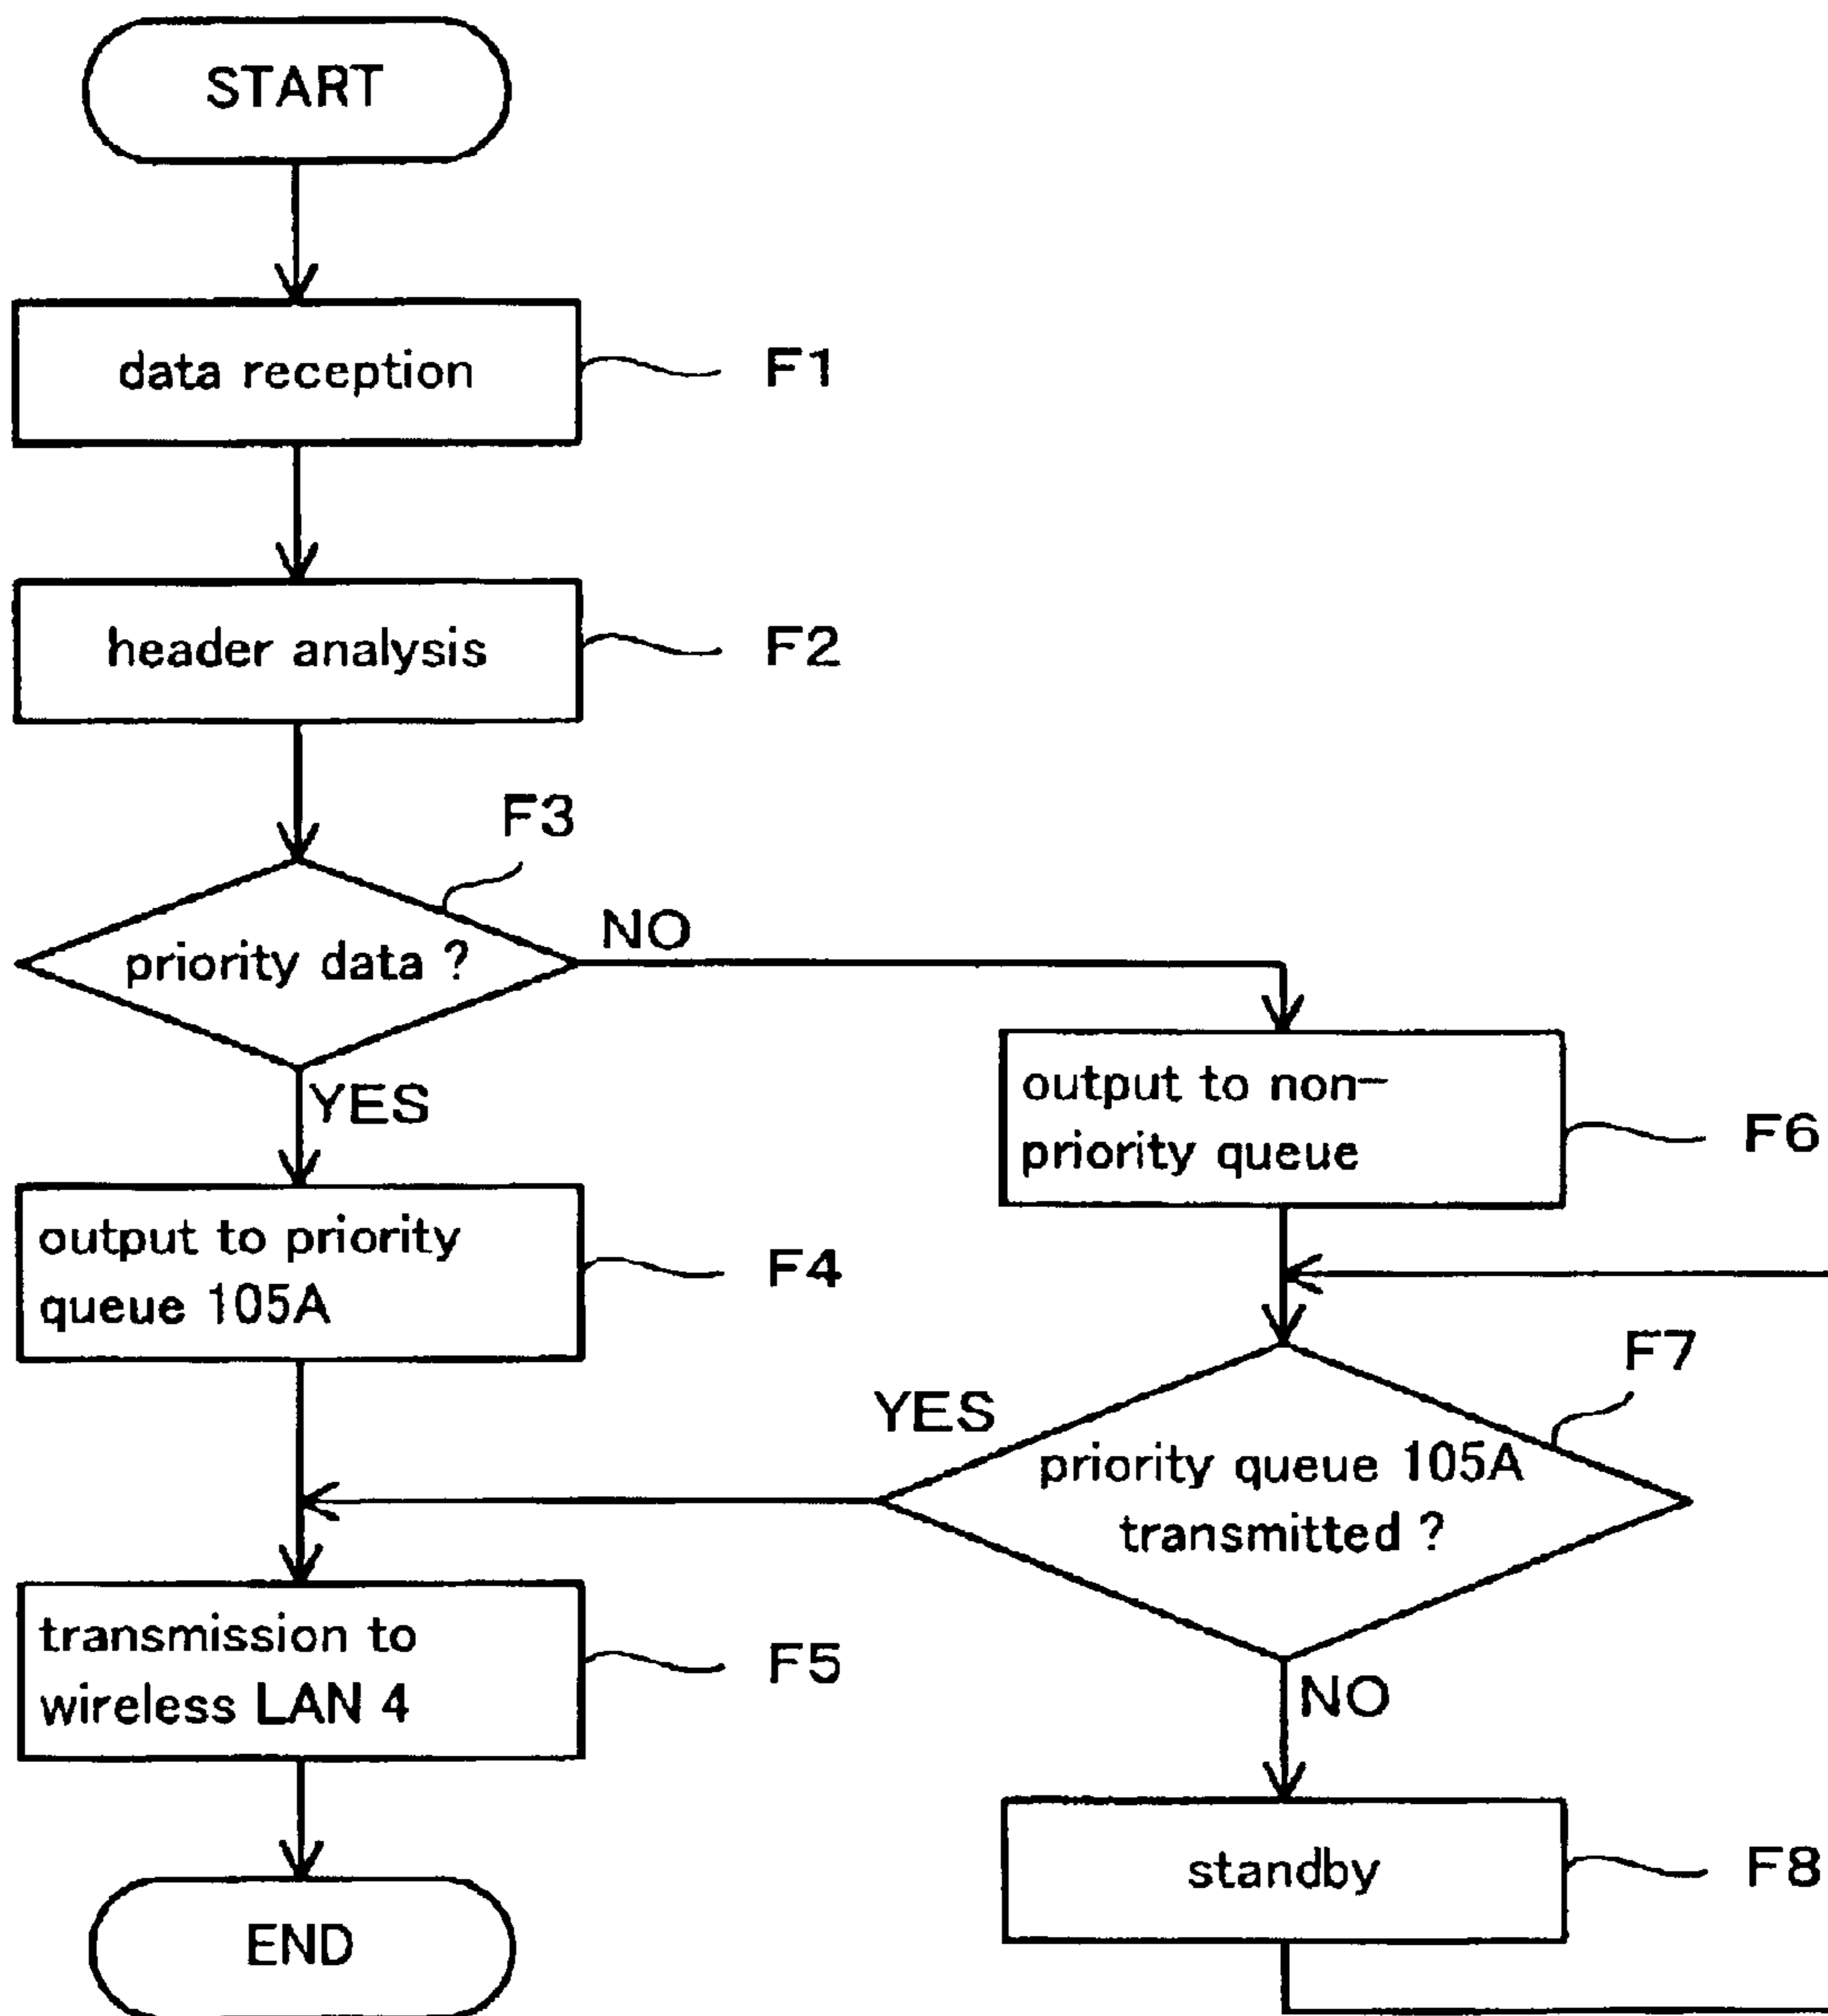 START
data reception
F1
header analysis
F2
F3
priority data ?
NO
YES
output to priority
queue 105A
F4
output to non-
priority queue
F6
F7
YES
priority queue 105A
transmitted ?
NO
transmission to
wireless LAN 4
F5
standby
F8
END